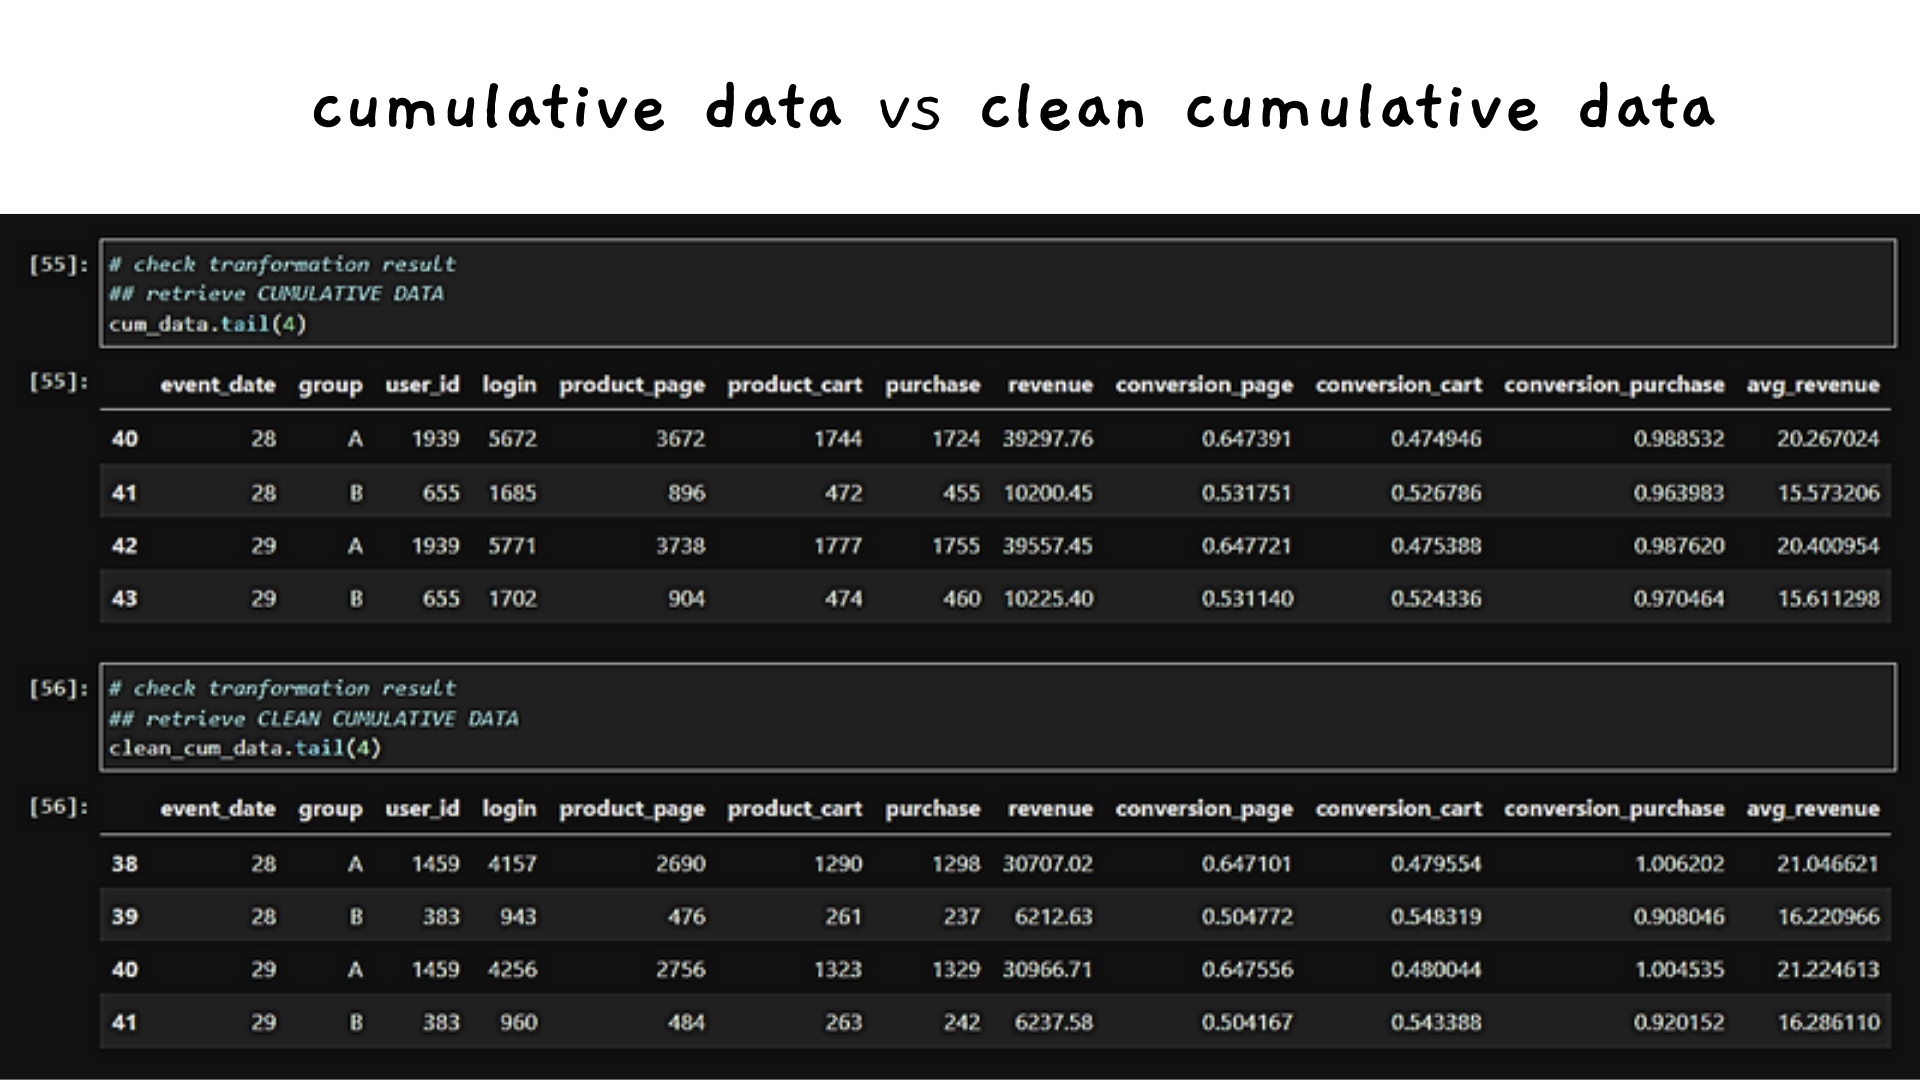 cumulative data vs clean cumulative data
[55]: # check tranformation result
## retrieve CUMULATIVE DATA
cum_data.tail(4)
[55]: event_date group user_id login product_page product_cart purchase revenue conversion_page conversion_cart conversion_purchase avg_revenue
40 28 A 1939 5672 3672 1744 1724 39297.76 0.647391 0.474946 0.988532 20.267024
41 28 B 655 1685 896 472 455 10200.45 0.531751 0.526786 0.963983 15.573206
42 29 A 1939 5771 3738 1777 1755 39557.45 0.647721 0.475388 0.987620 20.400954
43 29 B 655 1702 904 474 460 10225.40 0.531140 0.524336 0.970464 15.611298
[56]: # check tranformation result
## retrieve CLEAN CUMULATIVE DATA
clean_cum_data.tail(4)
[56]: event_date group user_id login product_page product_cart purchase revenue conversion_page conversion_cart conversion_purchase avg_revenue
38 28 A 1459 4157 2690 1290 1298 30707.02 0.647101 0.479554 1.006202 21.046621
39 28 B 383 943 476 261 237 6212.63 0.504772 0.548319 0.908046 16.220966
40 29 A 1459 4256 2756 1323 1329 30966.71 0.647556 0.480044 1.004535 21.224613
41 29 B 383 960 484 263 242 6237.58 0.504167 0.543388 0.920152 16.286110